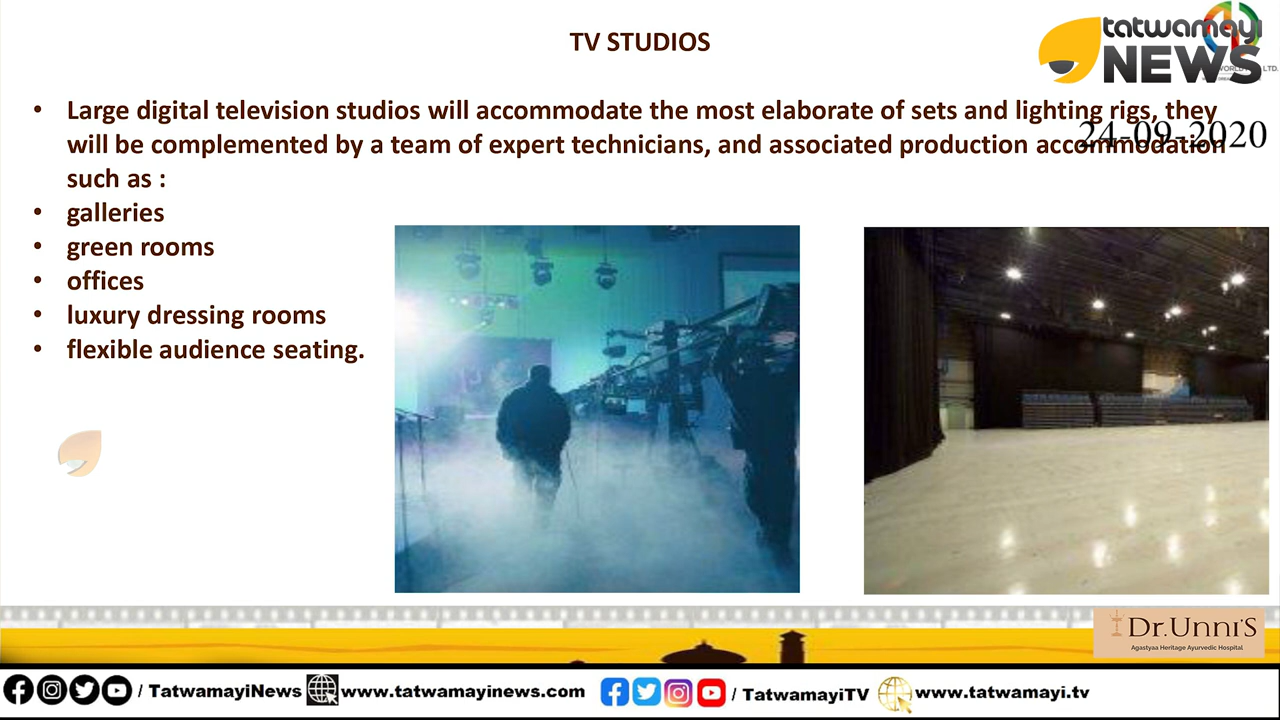 TV STUDIOS
tatwamayi
NEWS
LTD.
24-09-2020
• Large digital television studios will accommodate the most elaborate of sets and lighting rigs, they
will be complemented by a team of expert technicians, and associated production accommodation
such as :
• galleries
• green rooms
• offices
• luxury dressing rooms
• flexible audience seating.
Dr.Unni's
Agastyaa Heritage Ayurvedic Hospital
/ TatwamayiNews www.tatwamayinews.com / TatwamayiTV www.tatwamayi.tv